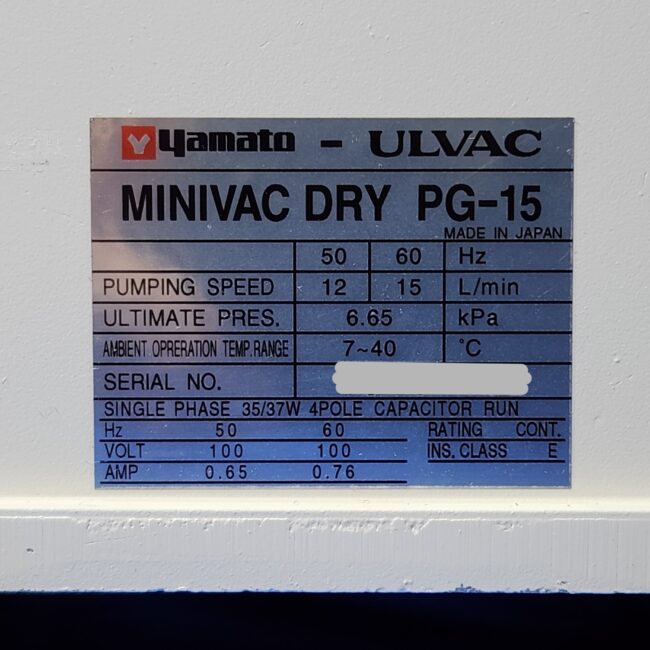 Yamato - ULVAC
MINIVAC DRY PG-15
MADE IN JAPAN
50 60 Hz
PUMPING SPEED 12 15 L/min
ULTIMATE PRES. 6.65 kPa
AMBIENT OPRERATION TEMP.RANGE 7~40 °C
SERIAL NO.
SINGLE PHASE 35/37W 4POLE CAPACITOR RUN
Hz 50 60 RATING CONT.
VOLT 100 100 INS. CLASS E
AMP 0.65 0.76